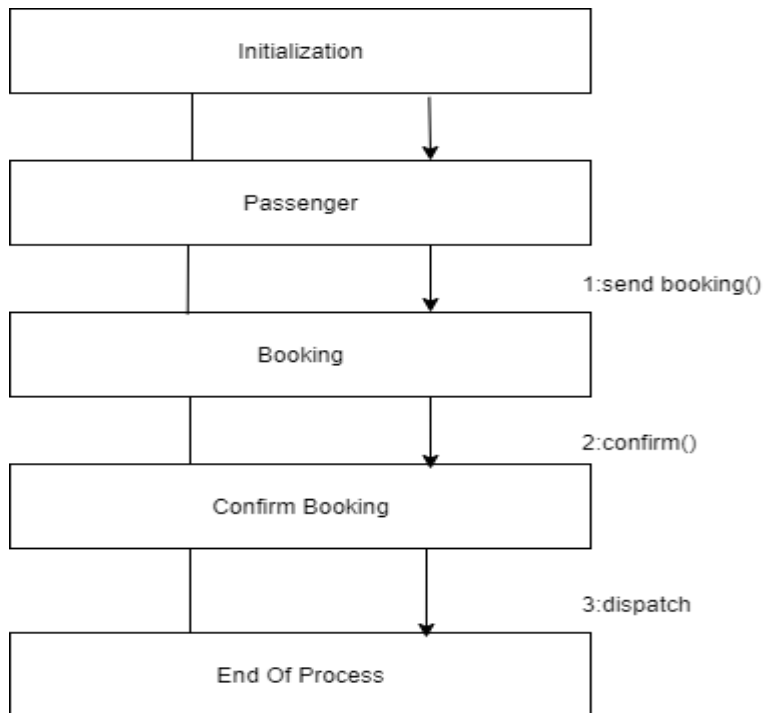 Initialization
Passenger
1:send booking()
Booking
2:confirm()
Confirm Booking
3:dispatch
End Of Process